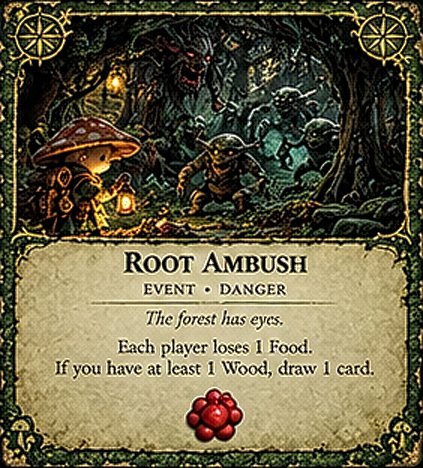 Root Ambush
Event • Danger
The forest has eyes.
Each player loses 1 Food.
If you have at least 1 Wood, draw 1 card.